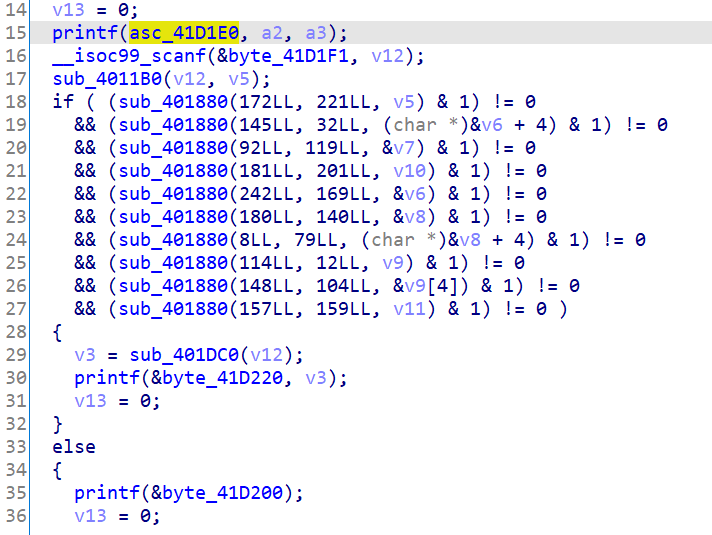 14 v13 = 0;
15 printf(asc_41D1E0, a2, a3);
16 __isoc99_scanf(&byte_41D1F1, v12);
17 sub_4011B0(v12, v5);
18 if ( (sub_401880(172LL, 221LL, v5) & 1) != 0
19 && (sub_401880(145LL, 32LL, (char *)&v6 + 4) & 1) != 0
20 && (sub_401880(92LL, 119LL, &v7) & 1) != 0
21 && (sub_401880(181LL, 201LL, v10) & 1) != 0
22 && (sub_401880(242LL, 169LL, &v6) & 1) != 0
23 && (sub_401880(180LL, 140LL, &v8) & 1) != 0
24 && (sub_401880(8LL, 79LL, (char *)&v8 + 4) & 1) != 0
25 && (sub_401880(114LL, 12LL, v9) & 1) != 0
26 && (sub_401880(148LL, 104LL, &v9[4]) & 1) != 0
27 && (sub_401880(157LL, 159LL, v11) & 1) != 0 )
28 {
29 v3 = sub_401DC0(v12);
30 printf(&byte_41D220, v3);
31 v13 = 0;
32 }
33 else
34 {
35 printf(&byte_41D200);
36 v13 = 0;